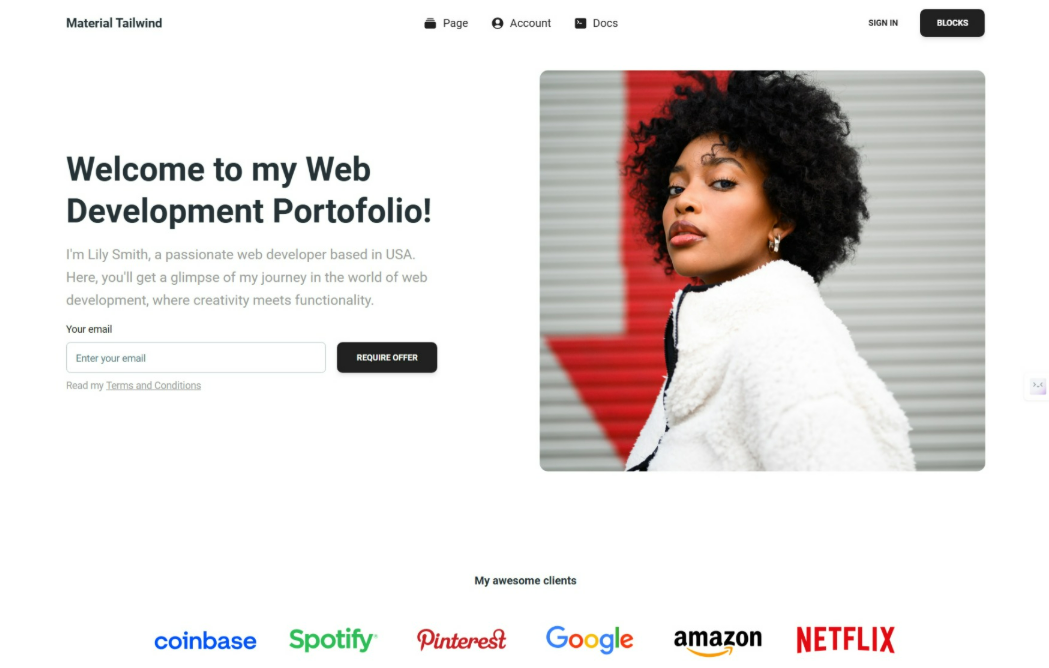 Material Tailwind
Page
Account
Docs
SIGN IN
BLOCKS
Welcome to my Web
Development Portofolio!
I'm Lily Smith, a passionate web developer based in USA.
Here, you'll get a glimpse of my journey in the world of web
development, where creativity meets functionality.
Your email
Enter your email
REQUIRE OFFER
Read my Terms and Conditions
My awesome clients
coinbase
Spotify
Pinterest
Google
amazon
NETFLIX